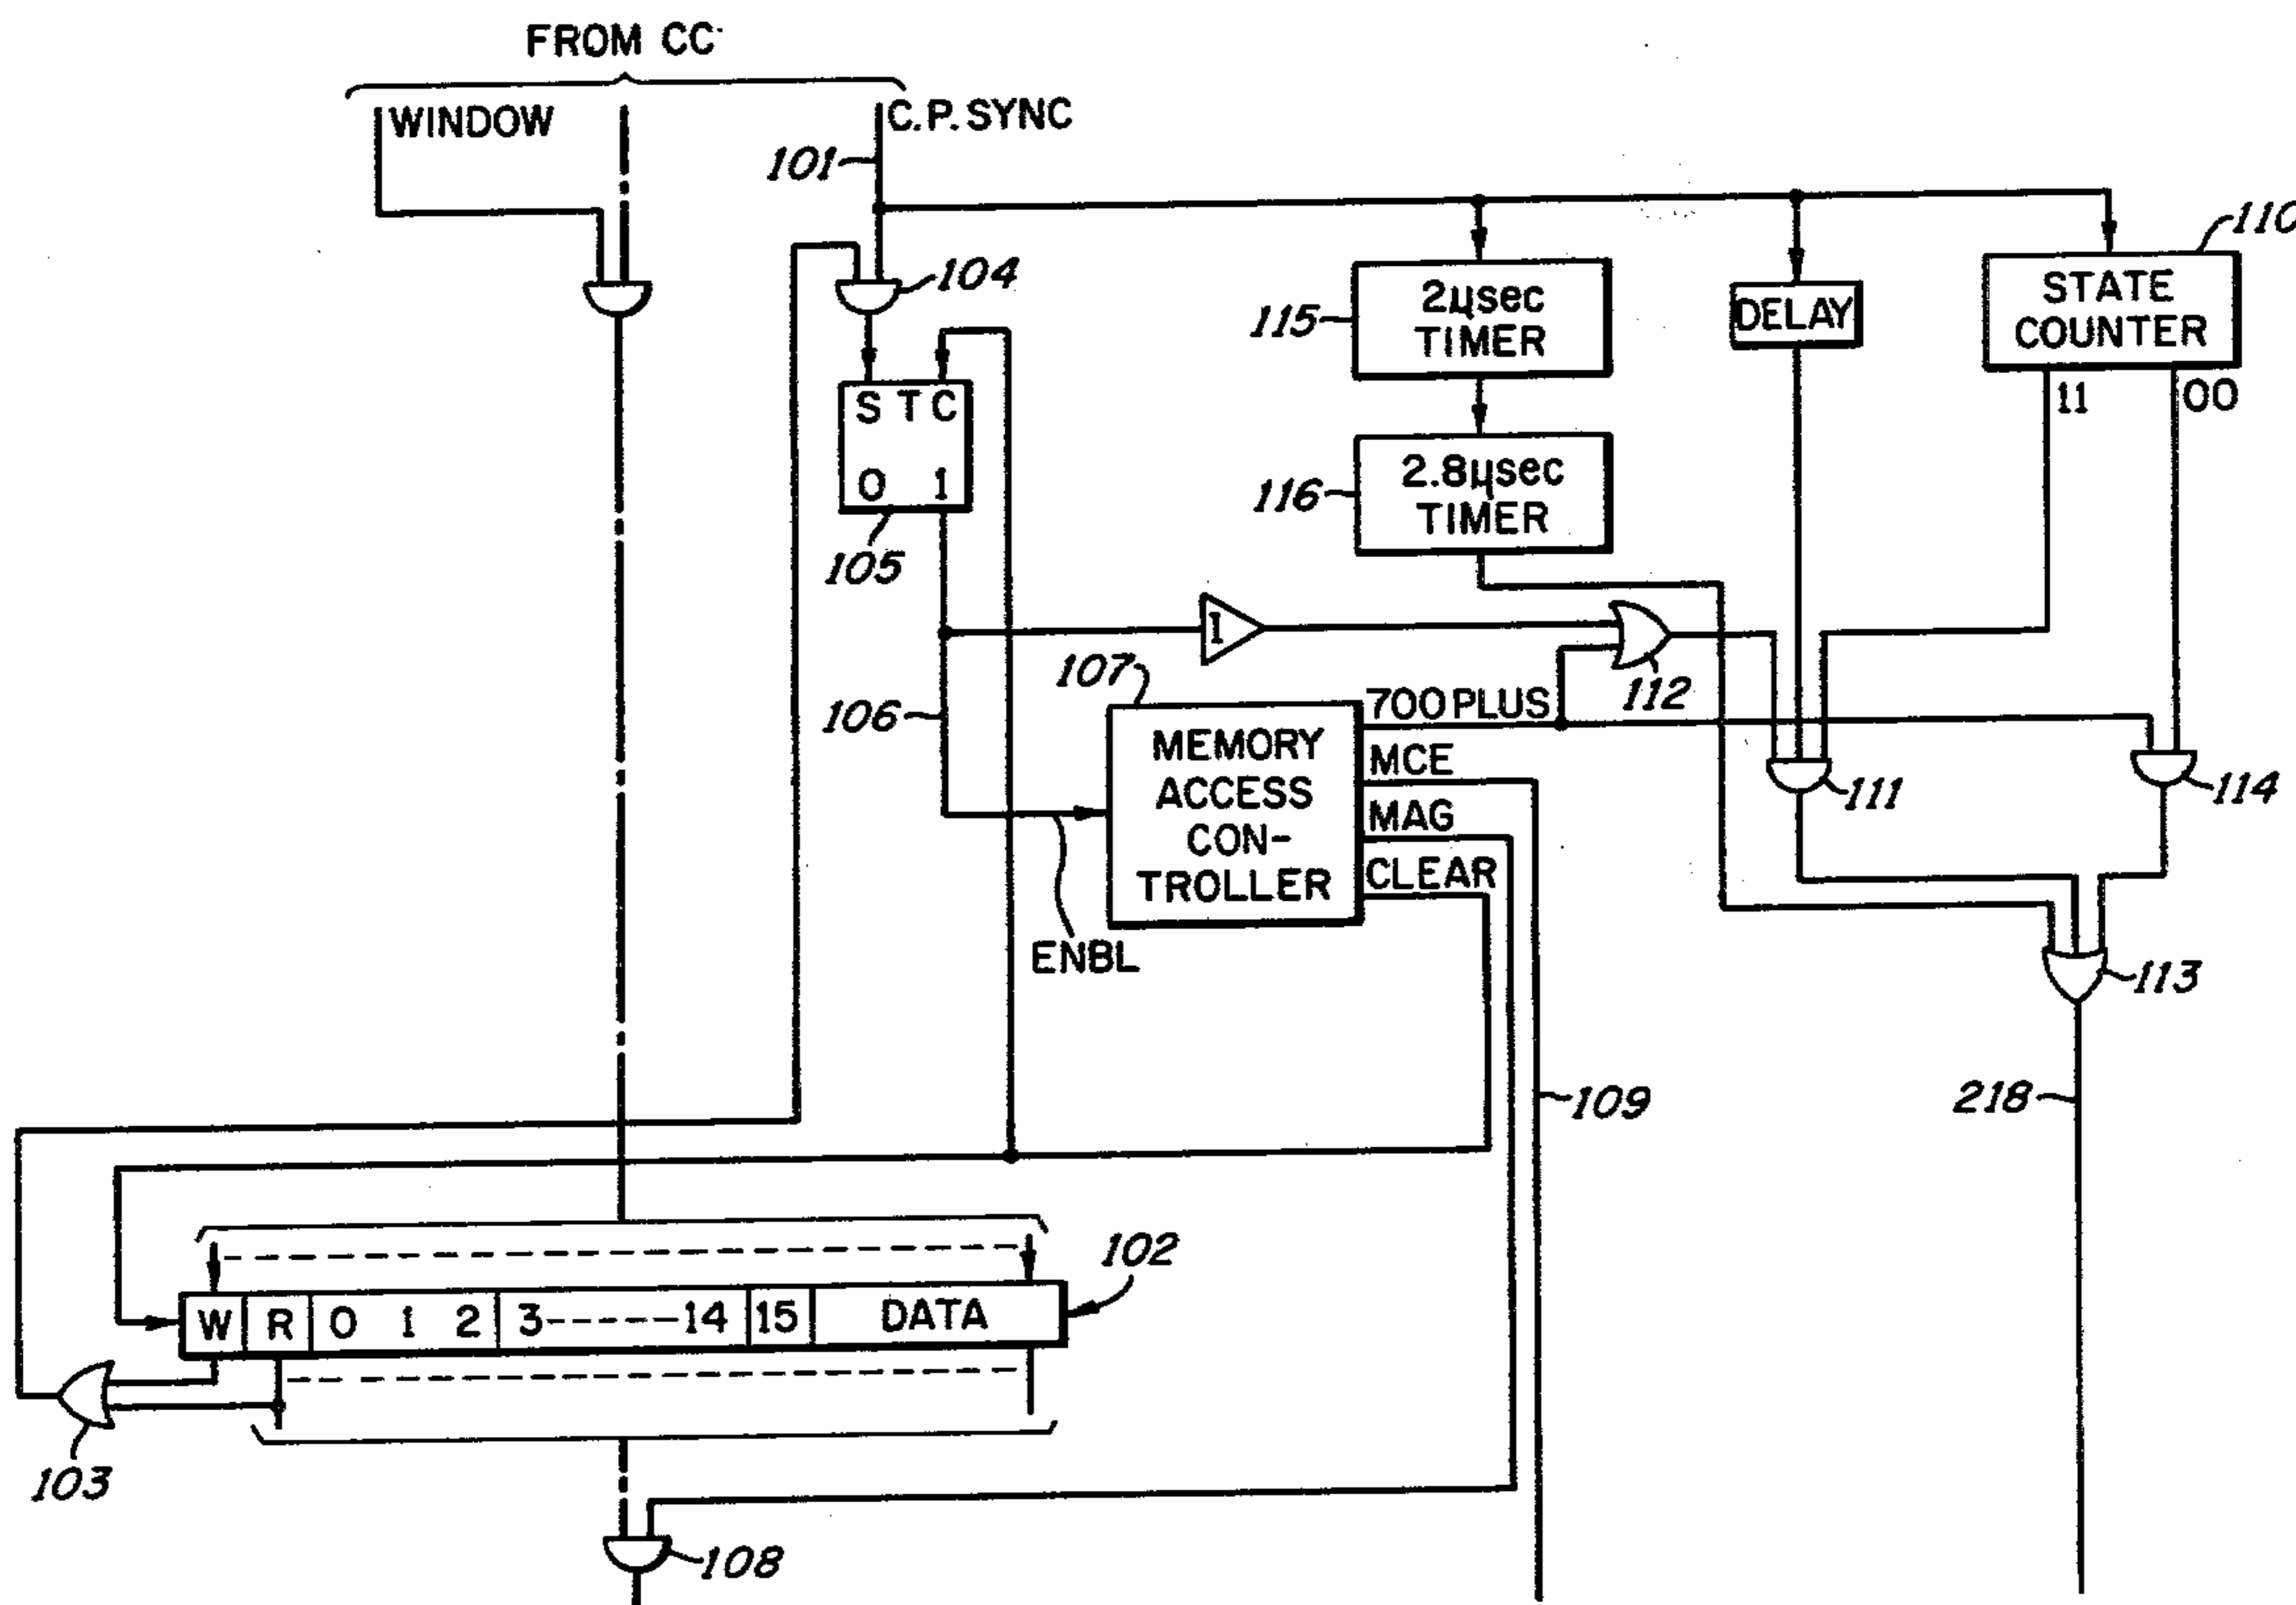 FROM CC
WINDOW
C.P. SYNC
101
110
104
2µsec
TIMER
115
DELAY
STATE
COUNTER
11
00
S T C
0 1
105
2.8µsec
TIMER
116
I
107
112
106
700 PLUS
MCE
MAG
CLEAR
MEMORY
ACCESS
CON-
TROLLER
111
114
ENBL
113
109
218
102
W R 0 1 2 3------14 15 DATA
103
108